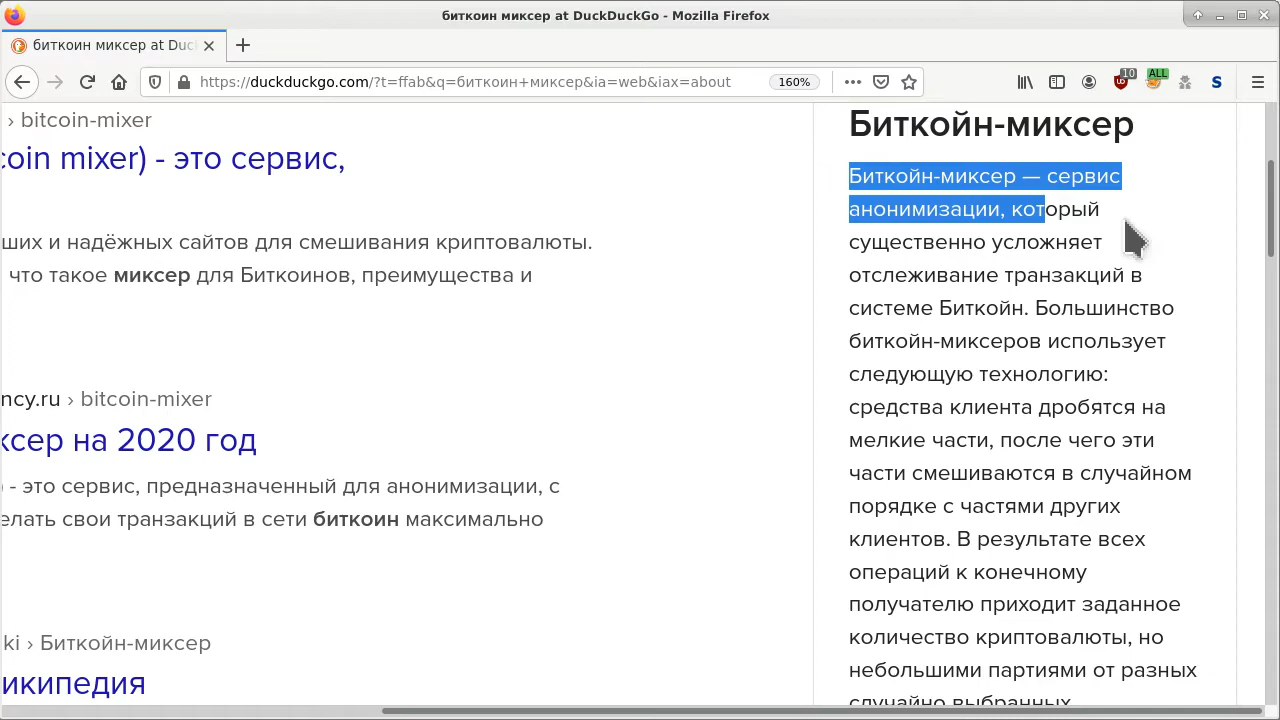 биткоин миксер at DuckDuckGo - Mozilla Firefox
биткоин миксер at Duc
https://duckduckgo.com/?t=ffab&q=биткоин+миксер&ia=web&iax=about
160%
10
ALL
S
› bitcoin-mixer
coin mixer) - это сервис,
ших и надёжных сайтов для смешивания криптовалюты.
что такое миксер для Биткоинов, преимущества и
ncy.ru › bitcoin-mixer
ксер на 2020 год
) - это сервис, предназначенный для анонимизации, с
елать свои транзакций в сети биткоин максимально
ki › Биткойн-миксер
икипедия
Биткойн-миксер
Биткойн-миксер — сервис
анонимизации, который
существенно усложняет
отслеживание транзакций в
системе Биткойн. Большинство
биткойн-миксеров использует
следующую технологию:
средства клиента дробятся на
мелкие части, после чего эти
части смешиваются в случайном
порядке с частями других
клиентов. В результате всех
операций к конечному
получателю приходит заданное
количество криптовалюты, но
небольшими партиями от разных
случайно выбранных